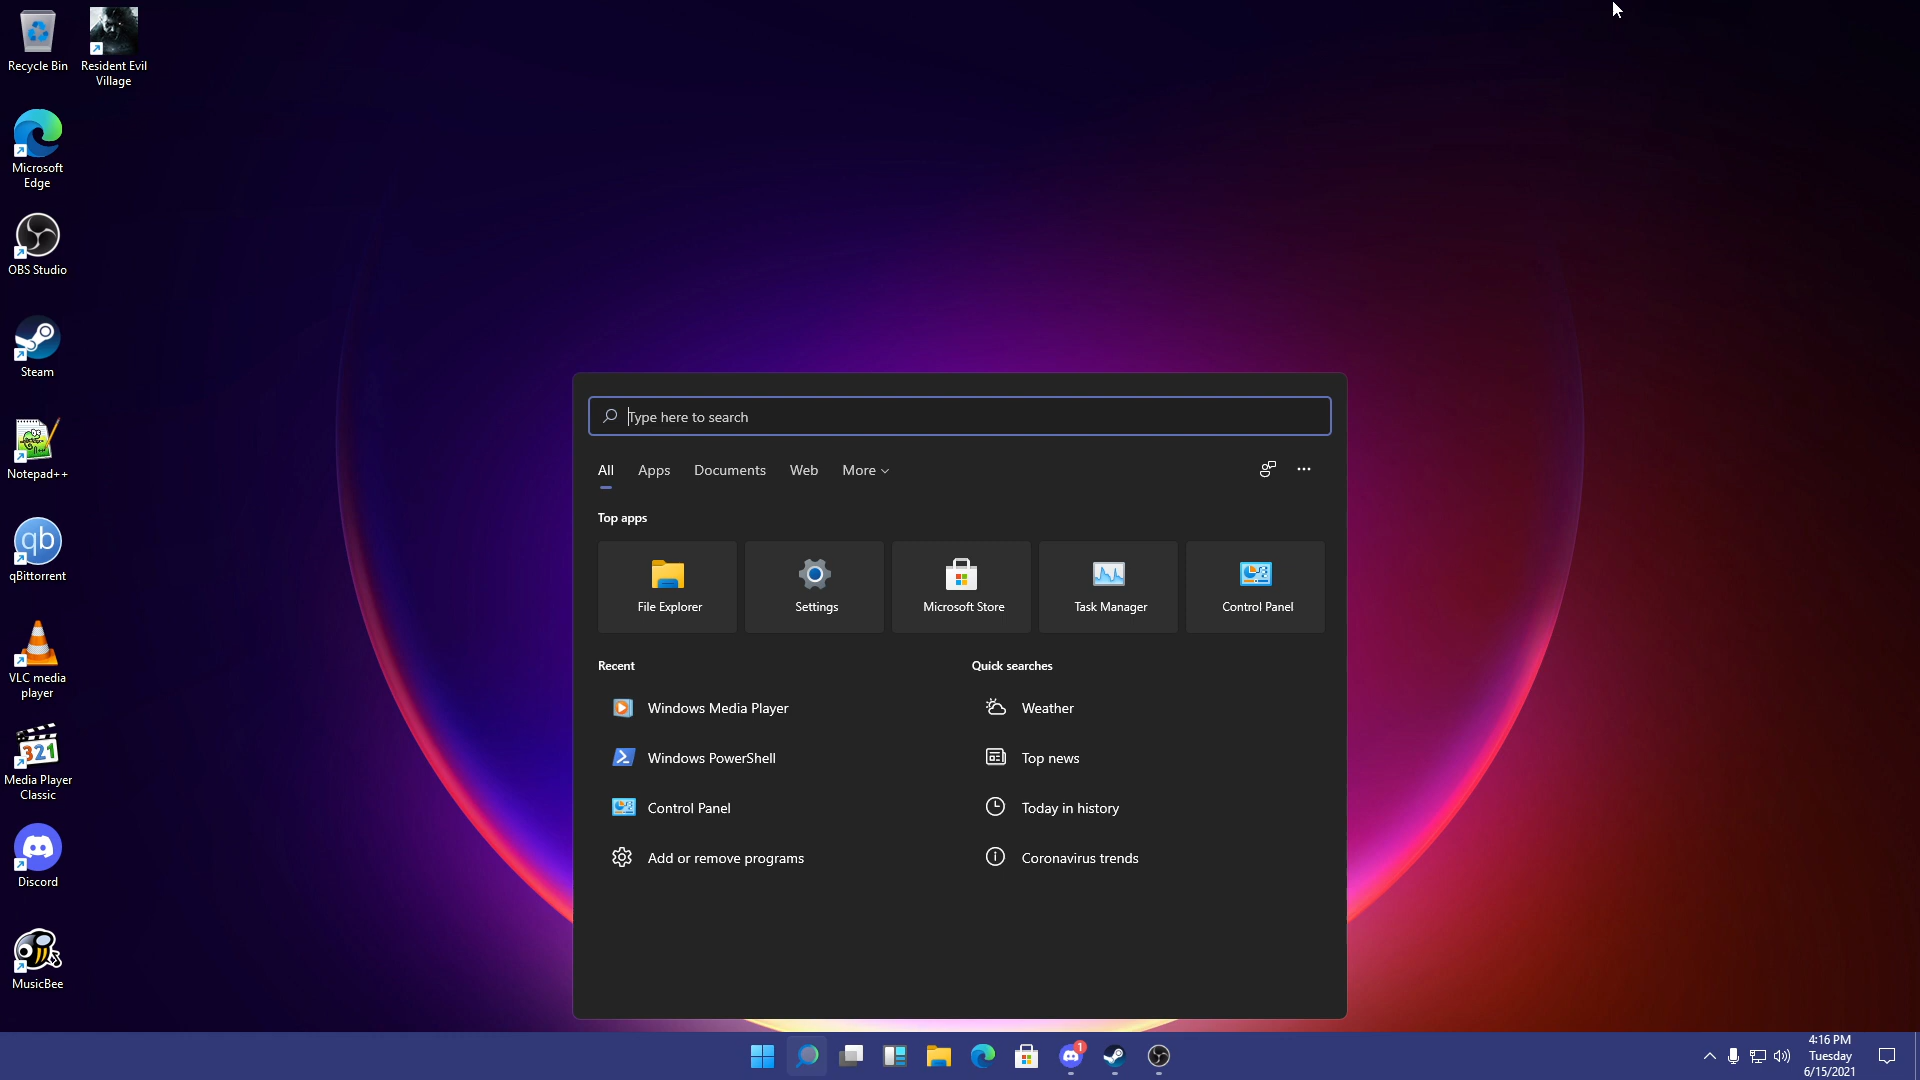 Recycle Bin
Resident Evil
Village
Microsoft
Edge
OBS Studio
Steam
Notepad++
qb
qBittorrent
VLC media
player
321
Media Player
Classic
Discord
MusicBee
Type here to search
All
Apps
Documents
Web
More
Top apps
File Explorer
Settings
Microsoft Store
Task Manager
Control Panel
Recent
Windows Media Player
Windows PowerShell
Control Panel
Add or remove programs
Quick searches
Weather
Top news
Today in history
Coronavirus trends
1
4:16 PM
Tuesday
6/15/2021